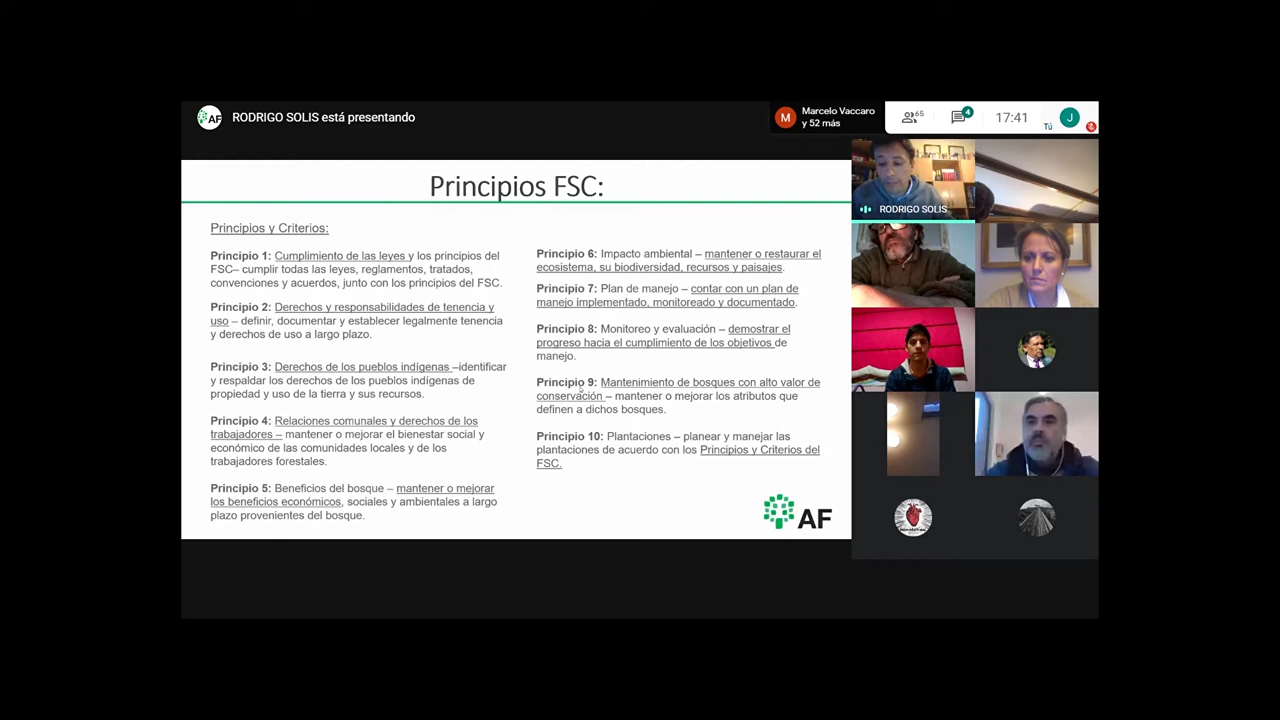 AF
RODRIGO SOLIS está presentando
M
Marcelo Vaccaro
y 52 más
65
4
17:41
Tú
J
Principios FSC:
Principios y Criterios:
Principio 1: Cumplimiento de las leyes y los principios del
FSC– cumplir todas las leyes, reglamentos, tratados,
convenciones y acuerdos, junto con los principios del FSC.
Principio 2: Derechos y responsabilidades de tenencia y
uso – definir, documentar y establecer legalmente tenencia
y derechos de uso a largo plazo.
Principio 3: Derechos de los pueblos indígenas –identificar
y respaldar los derechos de los pueblos indígenas de
propiedad y uso de la tierra y sus recursos.
Principio 4: Relaciones comunales y derechos de los
trabajadores – mantener o mejorar el bienestar social y
económico de las comunidades locales y de los
trabajadores forestales.
Principio 5: Beneficios del bosque – mantener o mejorar
los beneficios económicos, sociales y ambientales a largo
plazo provenientes del bosque.
Principio 6: Impacto ambiental – mantener o restaurar el
ecosistema, su biodiversidad, recursos y paisajes.
Principio 7: Plan de manejo – contar con un plan de
manejo implementado, monitoreado y documentado.
Principio 8: Monitoreo y evaluación – demostrar el
progreso hacia el cumplimiento de los objetivos de
manejo.
Principio 9: Mantenimiento de bosques con alto valor de
conservación – mantener o mejorar los atributos que
definen a dichos bosques.
Principio 10: Plantaciones – planear y manejar las
plantaciones de acuerdo con los Principios y Criterios del
FSC.
AF
RODRIGO SOLIS